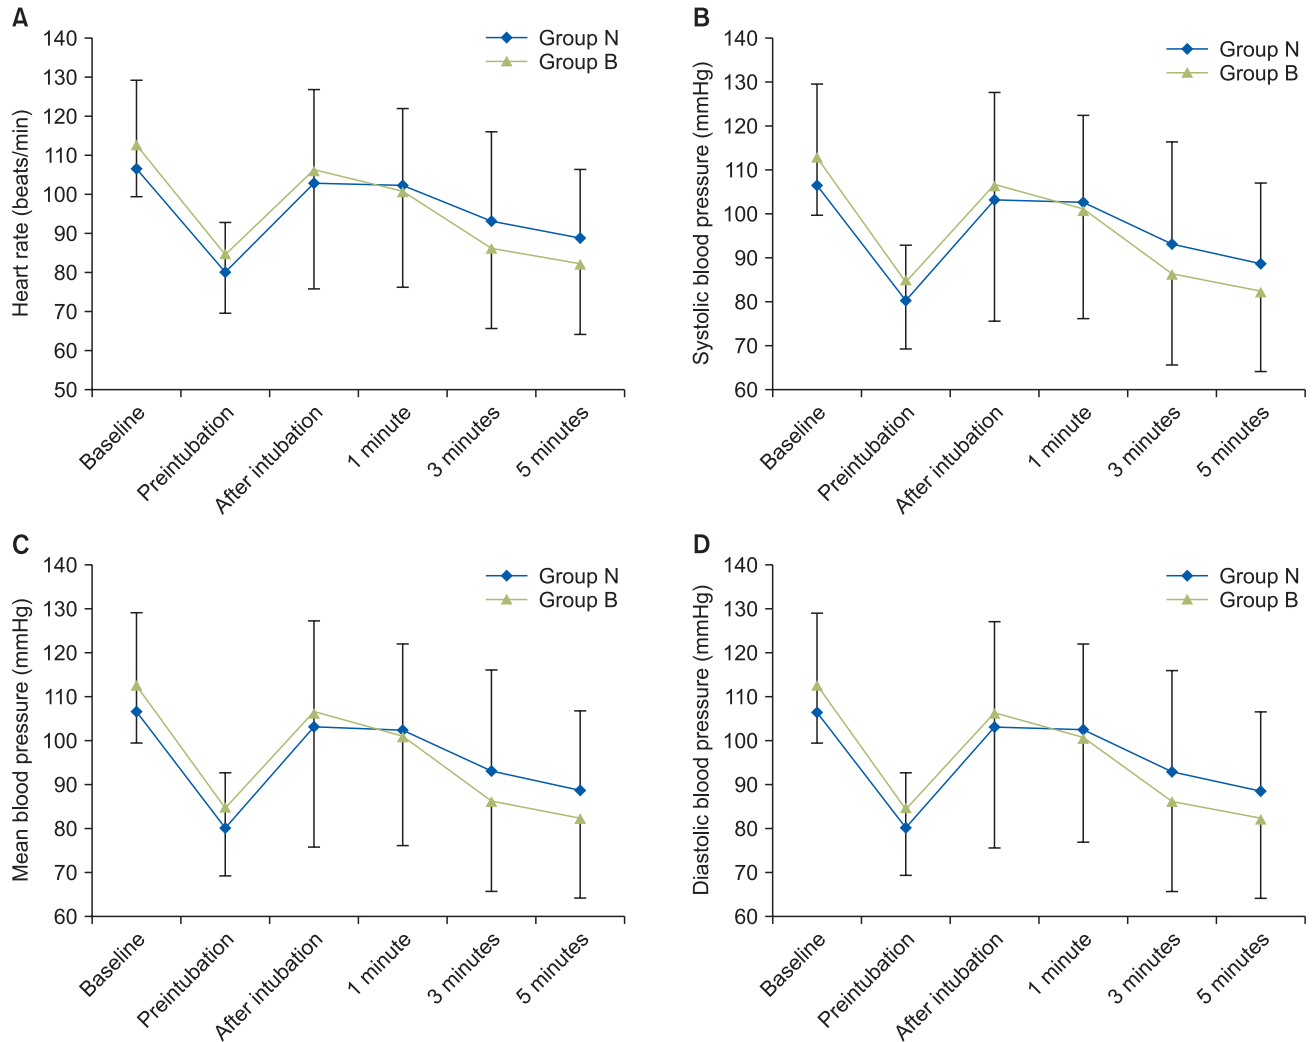 A
Heart rate (beats/min)
140
130
120
110
100
90
80
70
60
50
Group N
Group B
Baseline
Preintubation
After intubation
1 minute
3 minutes
5 minutes
B
Systolic blood pressure (mmHg)
140
130
120
110
100
90
80
70
60
Group N
Group B
Baseline
Preintubation
After intubation
1 minute
3 minutes
5 minutes
C
Mean blood pressure (mmHg)
140
130
120
110
100
90
80
70
60
Group N
Group B
Baseline
Preintubation
After intubation
1 minute
3 minutes
5 minutes
D
Diastolic blood pressure (mmHg)
140
130
120
110
100
90
80
70
60
Group N
Group B
Baseline
Preintubation
After intubation
1 minute
3 minutes
5 minutes